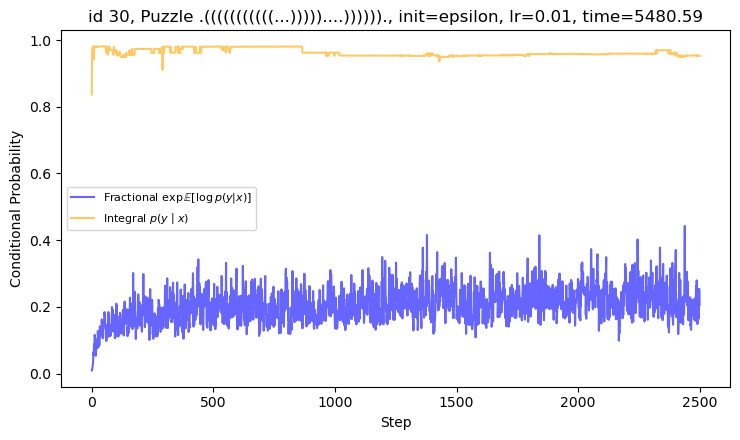 id 30, Puzzle .(((((((((((...)))))....))))))., init=epsilon, lr=0.01, time=5480.59
1.0
0.8
0.6
0.4
0.2
0.0
Conditional Probability
Fractional exp𝔼[log p(y|x)]
Integral p(y | x)
0 500 1000 1500 2000 2500
Step